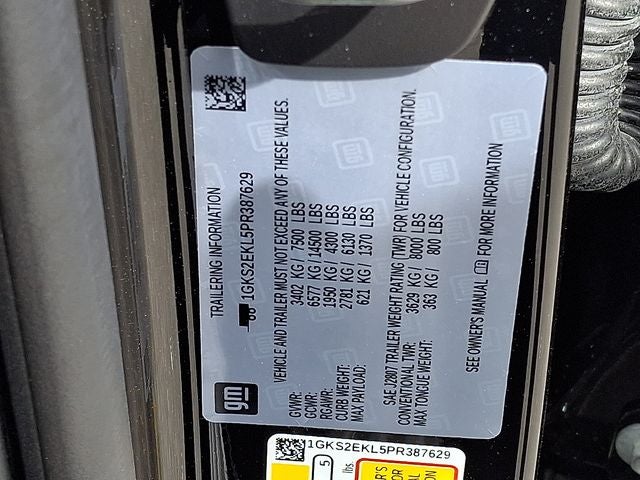 TRAILERING INFORMATION
1GKS2EKL5PR387629
VEHICLE AND TRAILER MUST NOT EXCEED ANY OF THESE VALUES.
GVWR: 3402 KG / 7500 LBS
GCWR: 6577 KG / 14500 LBS
RGAWR: 1950 KG / 4300 LBS
CURB WEIGHT: 2781 KG / 6130 LBS
MAX PAYLOAD: 621 KG / 1370 LBS
SAE J2807 TRAILER WEIGHT RATING (TWR) FOR VEHICLE CONFIGURATION.
CONVENTIONAL TWR: 3629 KG / 8000 LBS
MAX TONGUE WEIGHT: 363 KG / 800 LBS
SEE OWNER'S MANUAL FOR MORE INFORMATION
gm
1GKS2EKL5PR387629
5
lbs